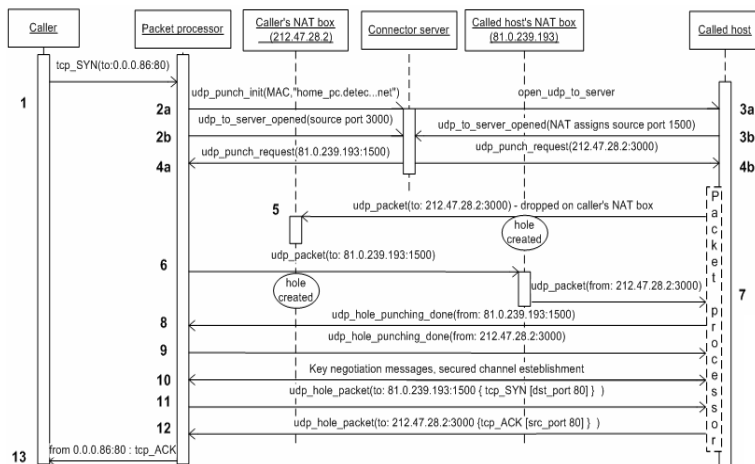 Caller
Packet processor
Caller's NAT box
(212.47.28.2)
Connector server
Called host's NAT box
(81.0.239.193)
Called host
tcp_SYN(to:0.0.0.86:80)
1
udp_punch_init(MAC,"home_pc.detec...net")
open_udp_to_server
2a
3a
udp_to_server_opened(source port 3000)
udp_to_server_opened(NAT assigns source port 1500)
2b
3b
udp_punch_request(81.0.239.193:1500)
udp_punch_request(212.47.28.2:3000)
4a
4b
5
udp_packet(to: 212.47.28.2:3000) - dropped on caller's NAT box
hole
created
6
udp_packet(to: 81.0.239.193:1500)
hole
created
udp_packet(from: 212.47.28.2:3000)
7
Packet processor
8
udp_hole_punching_done(from: 81.0.239.193:1500)
9
udp_hole_punching_done(from: 212.47.28.2:3000)
10
Key negotiation messages, secured channel esteblishment
11
udp_hole_packet(to: 81.0.239.193:1500 { tcp_SYN [dst_port 80] } )
12
udp_hole_packet(to: 212.47.28.2:3000 {tcp_ACK [src_port 80] } )
13
from 0.0.0.86:80 : tcp_ACK